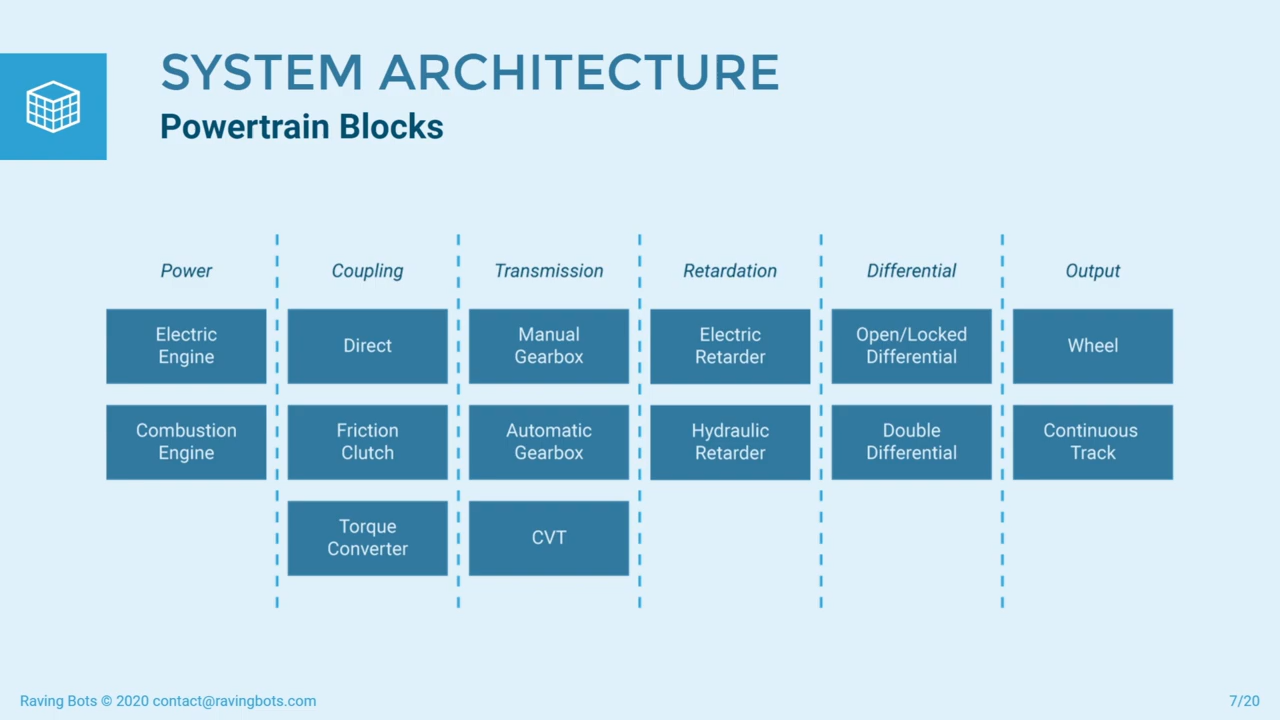 SYSTEM ARCHITECTURE
Powertrain Blocks
Power
Coupling
Transmission
Retardation
Differential
Output
Electric
Engine
Direct
Manual
Gearbox
Electric
Retarder
Open/Locked
Differential
Wheel
Combustion
Engine
Friction
Clutch
Automatic
Gearbox
Hydraulic
Retarder
Double
Differential
Continuous
Track
Torque
Converter
CVT
Raving Bots © 2020 contact@ravingbots.com
7/20